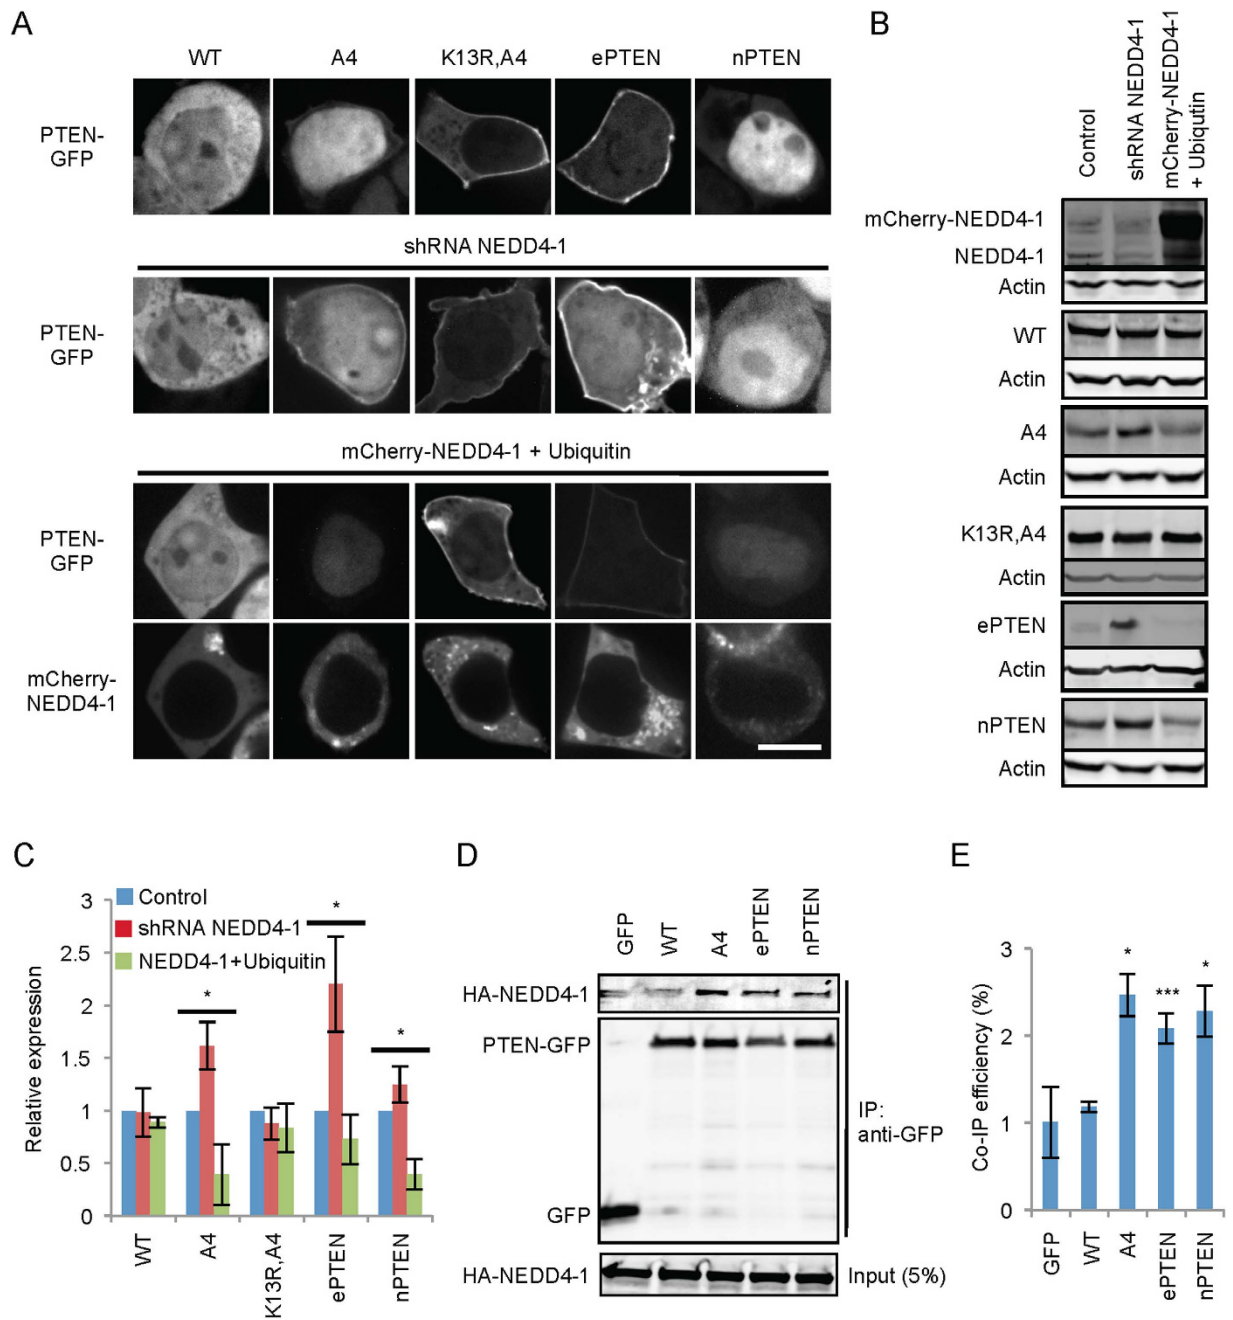 A
WT A4 K13R,A4 ePTEN nPTEN
PTEN-
GFP
shRNA NEDD4-1
PTEN-
GFP
mCherry-NEDD4-1 + Ubiquitin
PTEN-
GFP
mCherry-
NEDD4-1
B
Control
shRNA NEDD4-1
mCherry-NEDD4-1
+ Ubiqutin
mCherry-NEDD4-1
NEDD4-1
Actin
WT
Actin
A4
Actin
K13R,A4
Actin
ePTEN
Actin
nPTEN
Actin
C
Relative expression
3
2.5
2
1.5
1
0.5
0
Control
shRNA NEDD4-1
NEDD4-1+Ubiquitin
*
*
*
WT
A4
K13R,A4
ePTEN
nPTEN
D
GFP
WT
A4
ePTEN
nPTEN
HA-NEDD4-1
PTEN-GFP
GFP
IP:
anti-GFP
HA-NEDD4-1
Input (5%)
E
Co-IP efficiency (%)
3
2
1
0
*
***
*
GFP
WT
A4
ePTEN
nPTEN